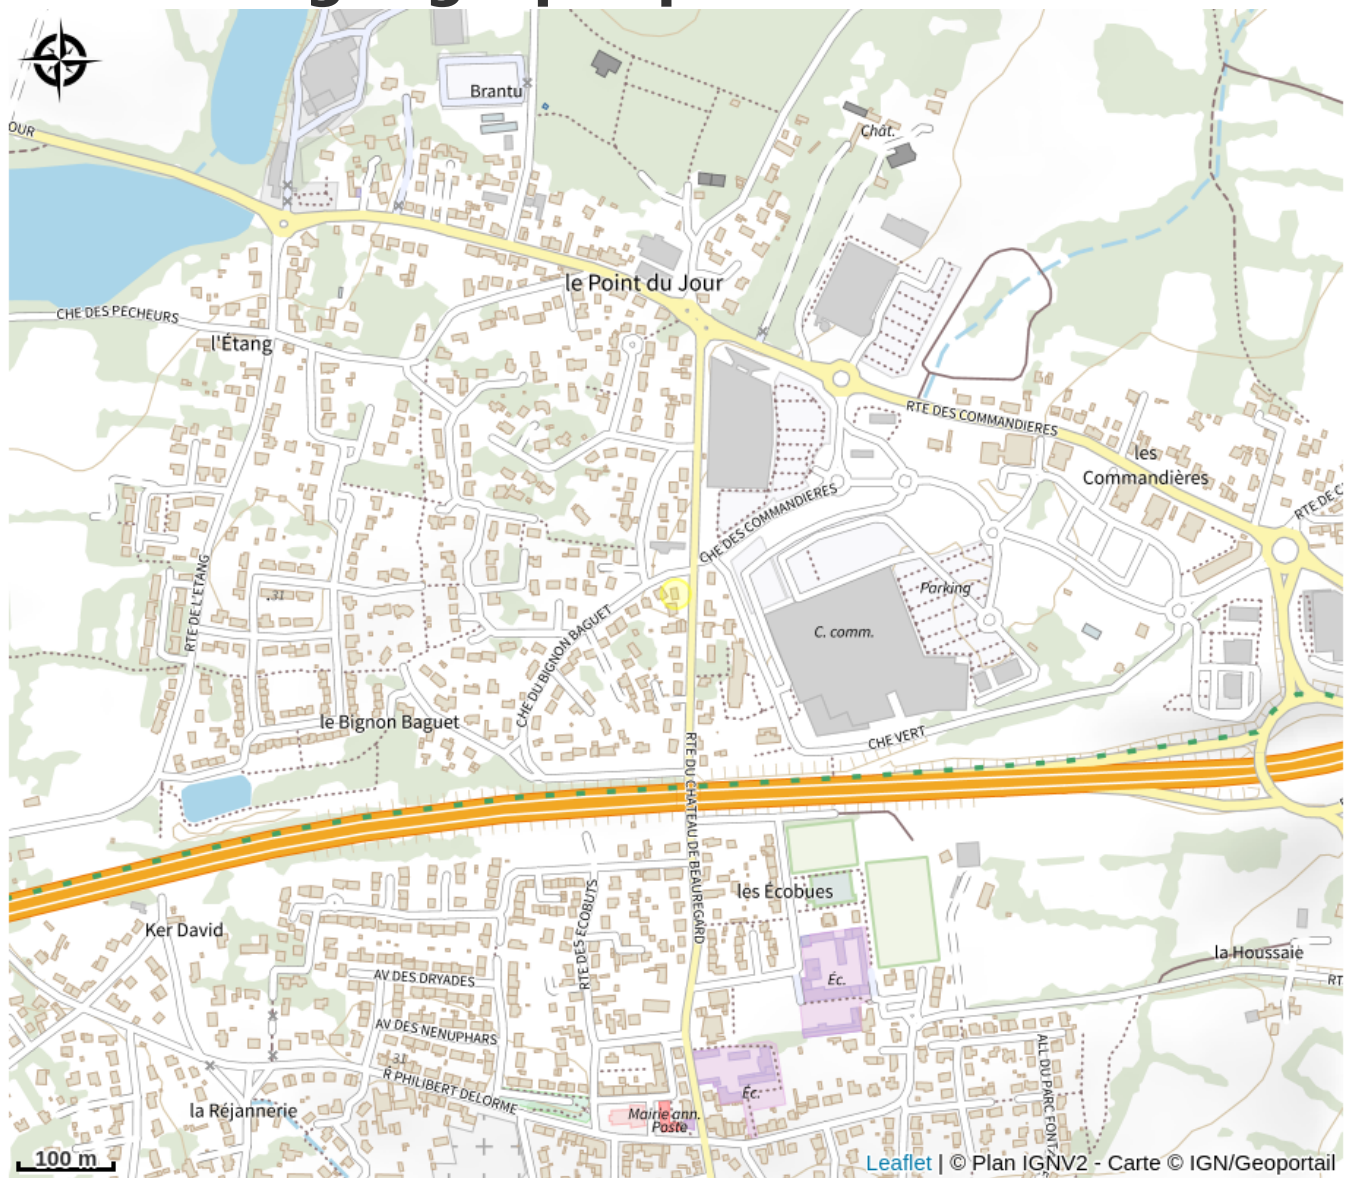 Brantu
Chât.
OUR
le Point du Jour
CHE DES PECHEURS
l'Étang
RTE DES COMMANDIERES
les
Commandières
RTE DE C
CHE DES COMMANDIERES
RTE DE L'ETANG
31
Parking
C. comm.
CHE DU BIGNON BAGUET
le Bignon Baguet
CHE VERT
RTE DU CHATEAU DE BEAUREGARD
les Écobues
RTE DES ECOBUTS
Ker David
la Houssaie
AV DES DRYADES
Éc.
RT
AV DES NENUPHARS
31
R PHILIBERT DELORME
Éc.
ALL DU PARC FONT
la Réjannerie
Mairie ann.
Poste
100 m
Leaflet | © Plan IGNV2 - Carte © IGN/Geoportail